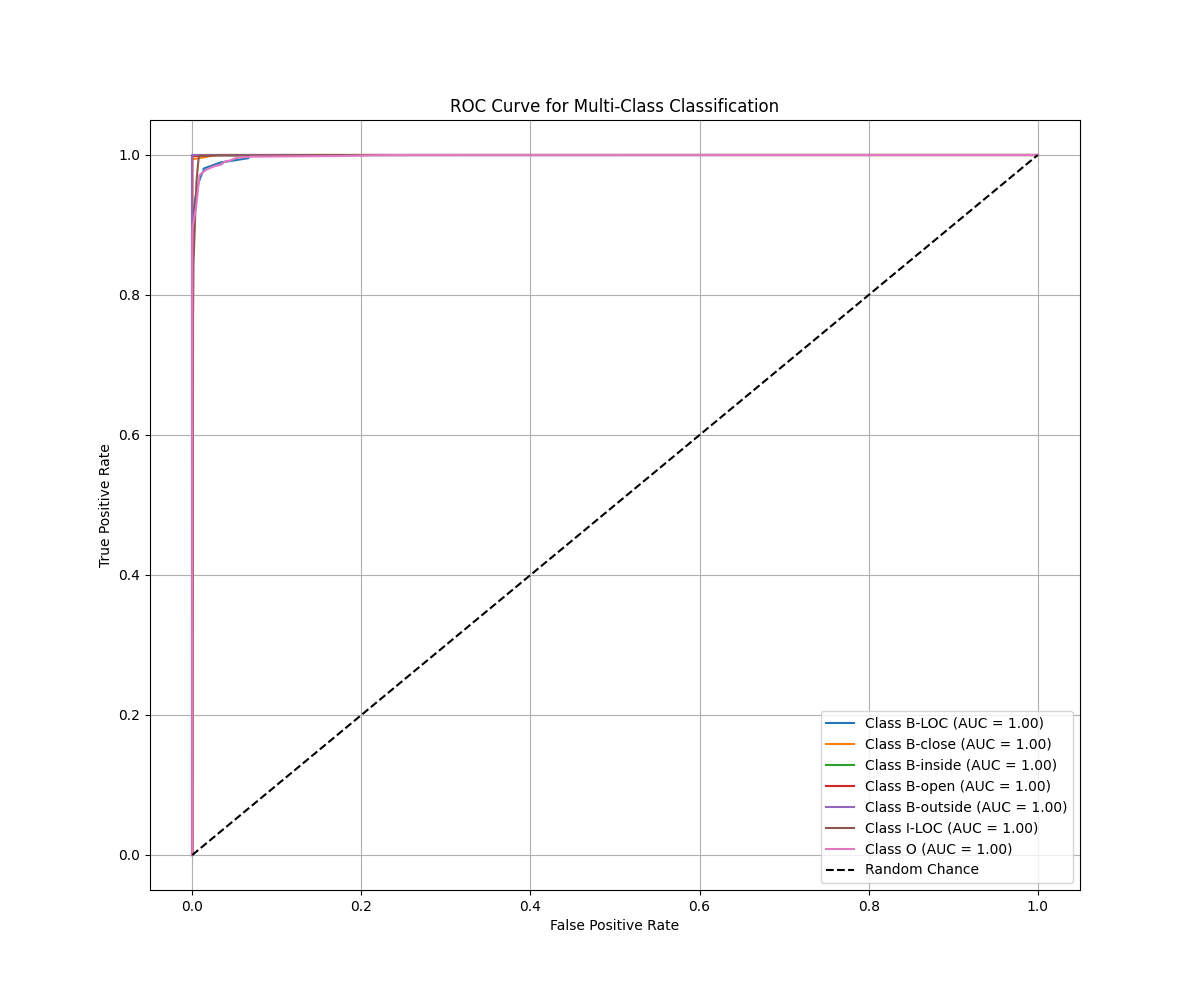 ROC Curve for Multi-Class Classification
True Positive Rate
1.0
0.8
0.6
0.4
0.2
0.0
0.0 0.2 0.4 0.6 0.8 1.0
False Positive Rate
Class B-LOC (AUC = 1.00)
Class B-close (AUC = 1.00)
Class B-inside (AUC = 1.00)
Class B-open (AUC = 1.00)
Class B-outside (AUC = 1.00)
Class I-LOC (AUC = 1.00)
Class O (AUC = 1.00)
Random Chance